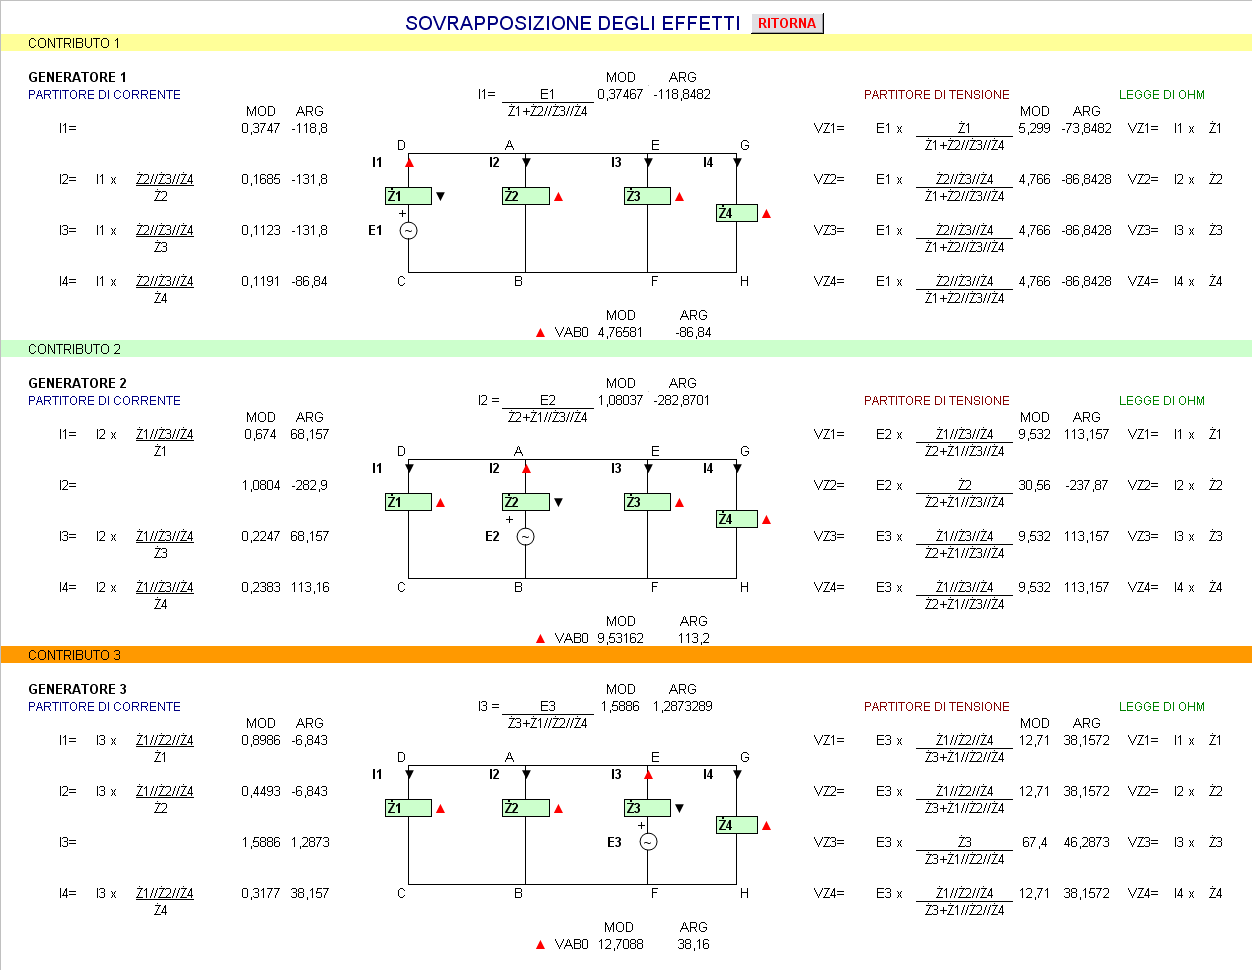 SOVRAPPOSIZIONE DEGLI EFFETTI RITORNA
CONTRIBUTO 1
GENERATORE 1 MOD ARG
PARTITORE DI CORRENTE I1= E1 0,37467 -118,8482 PARTITORE DI TENSIONE LEGGE DI OHM
Ż1+Ż2//Ż3//Ż4
MOD ARG MOD ARG
I1= 0,3747 -118,8 VZ1= E1 x Ż1 5,299 -73,8482 VZ1= I1 x Ż1
Ż1+Ż2//Ż3//Ż4
D A E G
I1 I2 I3 I4
I2= I1 x Ż2//Ż3//Ż4 0,1685 -131,8 VZ2= E1 x Ż2//Ż3//Ż4 4,766 -86,8428 VZ2= I2 x Ż2
Ż2 Ż1+Ż2//Ż3//Ż4
Ż1 Ż2 Ż3
+ Ż4
I3= I1 x Ż2//Ż3//Ż4 0,1123 -131,8 E1 ~ VZ3= E1 x Ż2//Ż3//Ż4 4,766 -86,8428 VZ3= I3 x Ż3
Ż3 Ż1+Ż2//Ż3//Ż4
I4= I1 x Ż2//Ż3//Ż4 0,1191 -86,84 C B F H VZ4= E1 x Ż2//Ż3//Ż4 4,766 -86,8428 VZ4= I4 x Ż4
Ż4 Ż1+Ż2//Ż3//Ż4
MOD ARG
VAB0 4,76581 -86,84
CONTRIBUTO 2
GENERATORE 2 MOD ARG
PARTITORE DI CORRENTE I2 = E2 1,08037 -282,8701 PARTITORE DI TENSIONE LEGGE DI OHM
Ż2+Ż1//Ż3//Ż4
MOD ARG MOD ARG
I1= I2 x Ż1//Ż3//Ż4 0,674 68,157 VZ1= E2 x Ż1//Ż3//Ż4 9,532 113,157 VZ1= I1 x Ż1
Ż1 Ż2+Ż1//Ż3//Ż4
D A E G
I1 I2 I3 I4
I2= 1,0804 -282,9 VZ2= E2 x Ż2 30,56 -237,87 VZ2= I2 x Ż2
Ż2+Ż1//Ż3//Ż4
Ż1 Ż2 Ż3
+ Ż4
I3= I2 x Ż1//Ż3//Ż4 0,2247 68,157 E2 ~ VZ3= E3 x Ż1//Ż3//Ż4 9,532 113,157 VZ3= I3 x Ż3
Ż3 Ż2+Ż1//Ż3//Ż4
I4= I2 x Ż1//Ż3//Ż4 0,2383 113,16 C B F H VZ4= E3 x Ż1//Ż3//Ż4 9,532 113,157 VZ4= I4 x Ż4
Ż4 Ż2+Ż1//Ż3//Ż4
MOD ARG
VAB0 9,53162 113,2
CONTRIBUTO 3
GENERATORE 3 MOD ARG
PARTITORE DI CORRENTE I3 = E3 1,5886 1,2873289 PARTITORE DI TENSIONE LEGGE DI OHM
Ż3+Ż1//Ż2//Ż4
MOD ARG MOD ARG
I1= I3 x Ż1//Ż2//Ż4 0,8986 -6,843 VZ1= E3 x Ż1//Ż2//Ż4 12,71 38,1572 VZ1= I1 x Ż1
Ż1 Ż3+Ż1//Ż2//Ż4
D A E G
I1 I2 I3 I4
I2= I3 x Ż1//Ż2//Ż4 0,4493 -6,843 VZ2= E3 x Ż1//Ż2//Ż4 12,71 38,1572 VZ2= I2 x Ż2
Ż2 Ż3+Ż1//Ż2//Ż4
Ż1 Ż2 Ż3
+ Ż4
I3= 1,5886 1,2873 E3 ~ VZ3= E3 x Ż3 67,4 46,2873 VZ3= I3 x Ż3
Ż3+Ż1//Ż2//Ż4
I4= I3 x Ż1//Ż2//Ż4 0,3177 38,157 C B F H VZ4= E3 x Ż1//Ż2//Ż4 12,71 38,1572 VZ4= I4 x Ż4
Ż4 Ż3+Ż1//Ż2//Ż4
MOD ARG
VAB0 12,7088 38,16